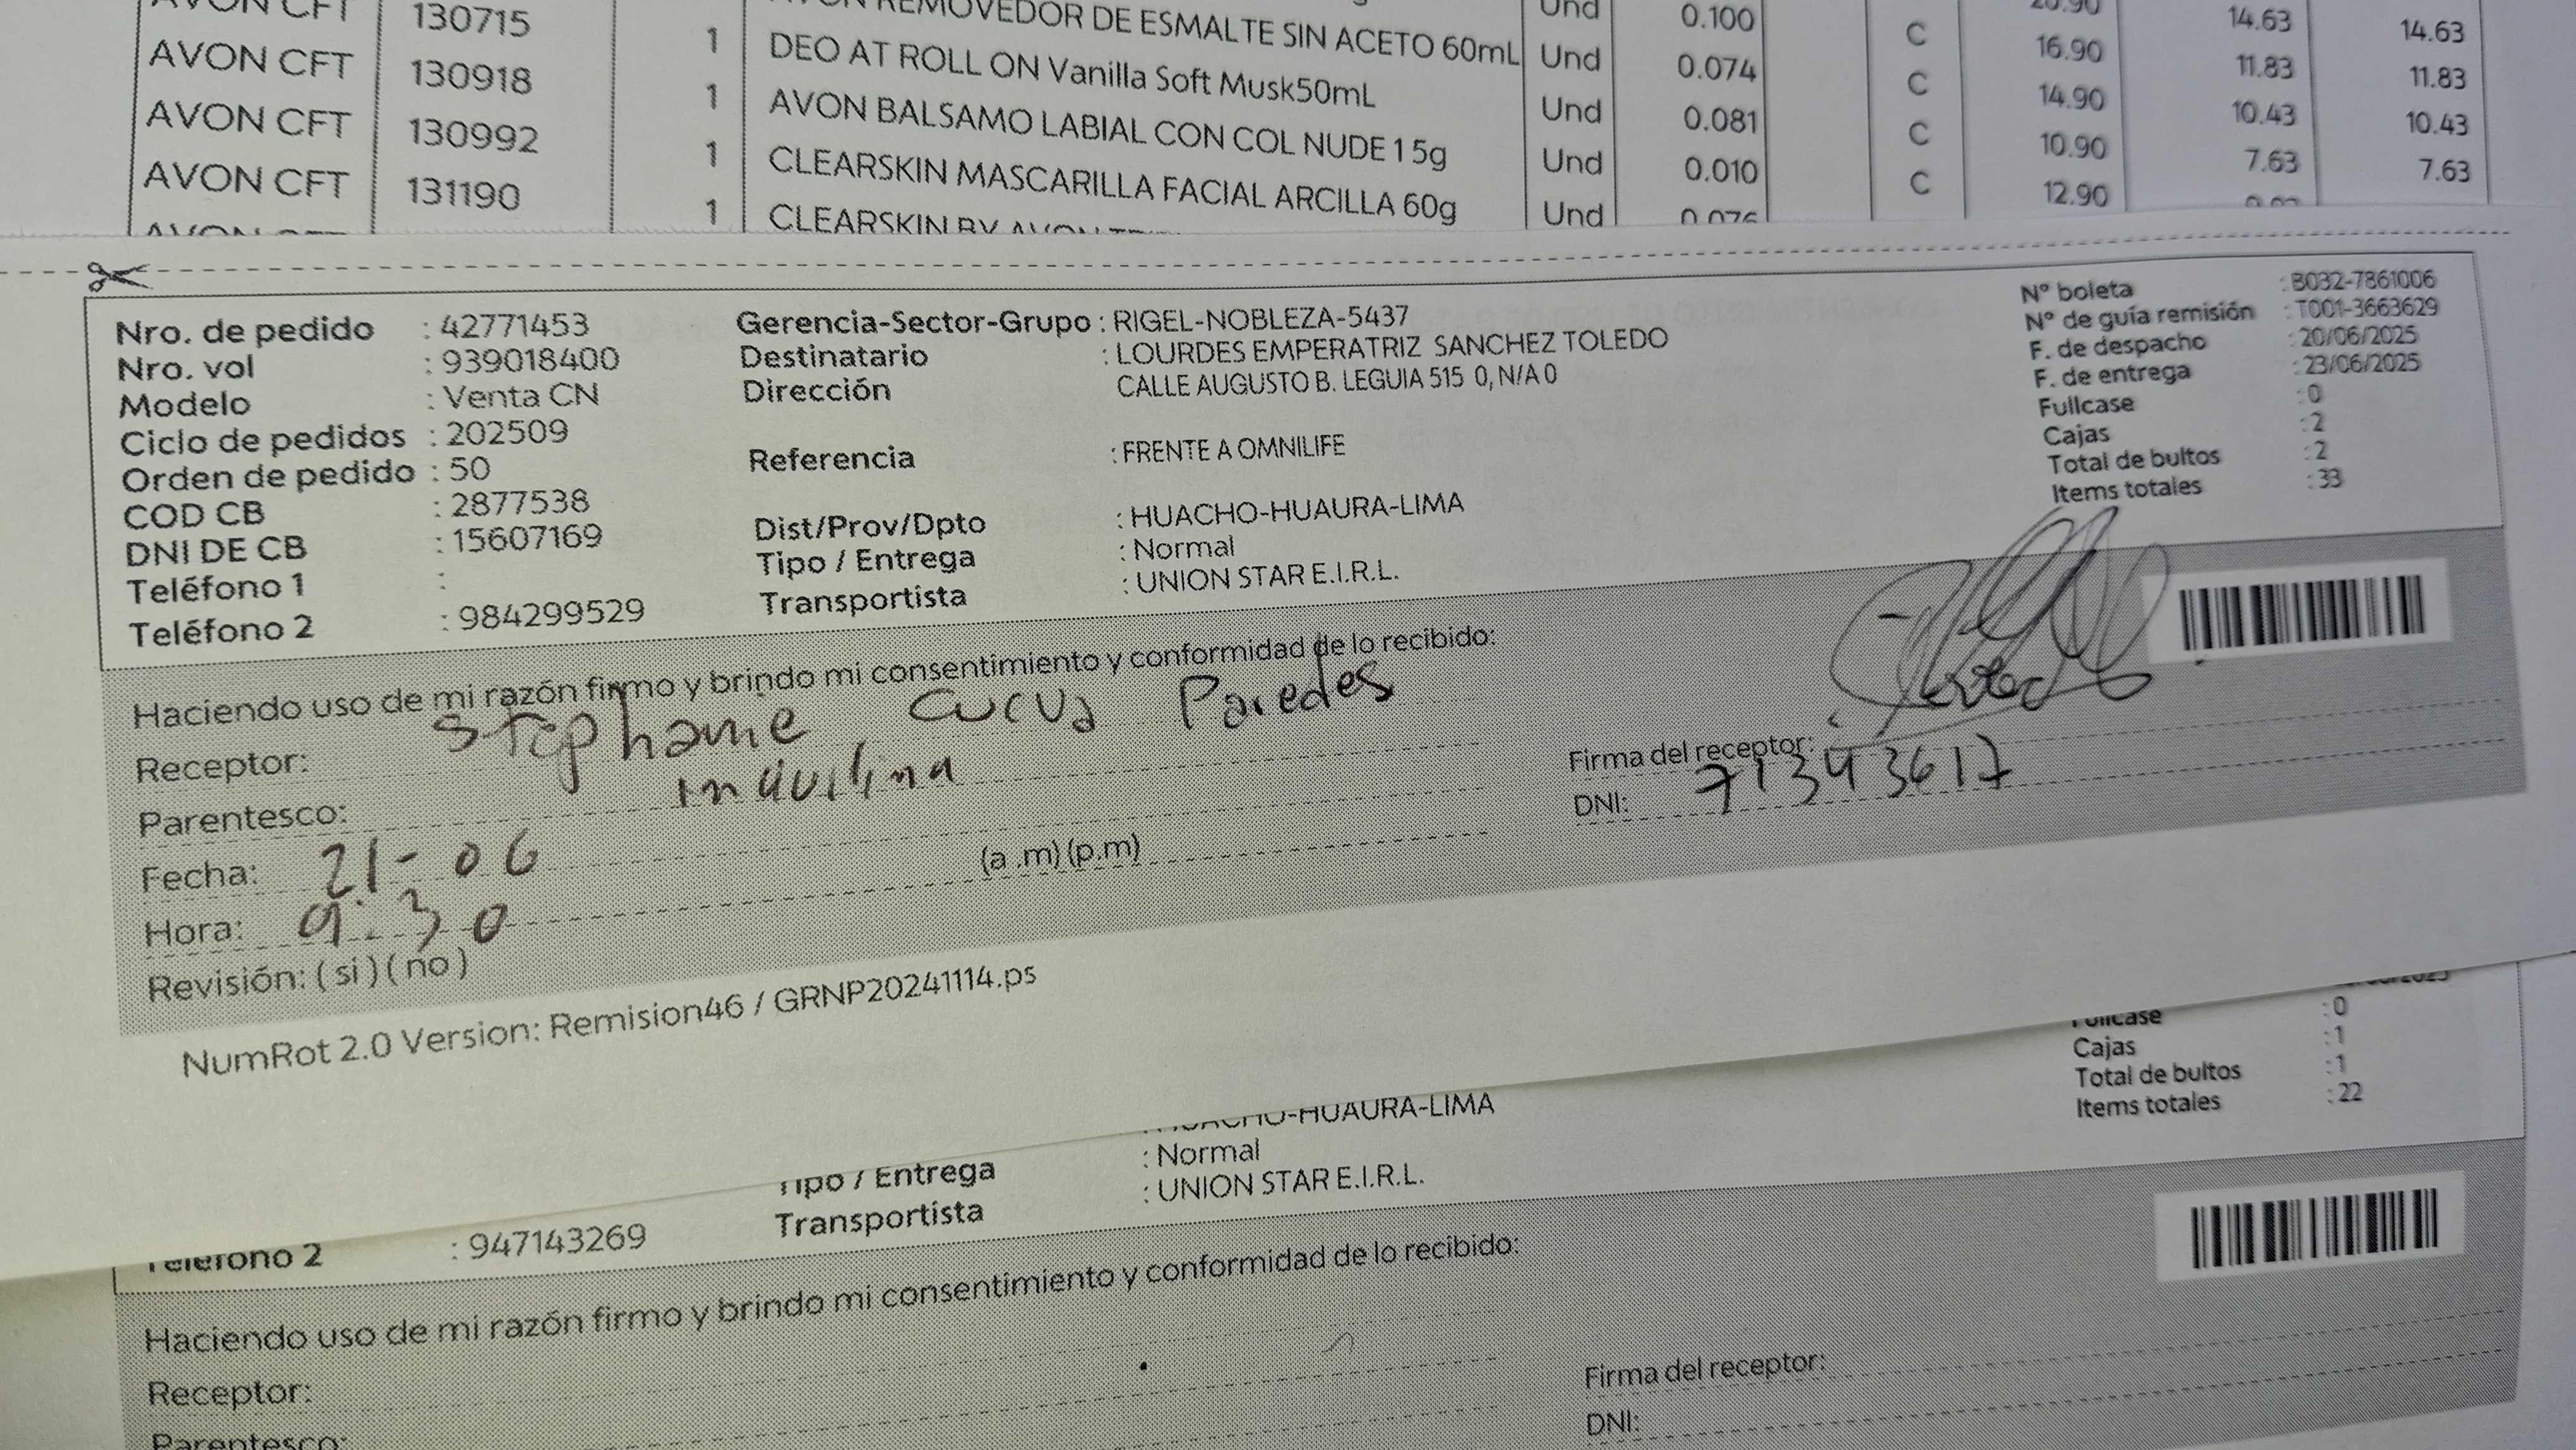 AVON CFT 130715 1 REMOVEDOR DE ESMALTE SIN ACETO 60mL Und 0.100 C 14.63 14.63
AVON CFT 130918 1 DEO AT ROLL ON Vanilla Soft Musk50mL Und 0.074 C 16.90 11.83 11.83
AVON CFT 130992 1 AVON BALSAMO LABIAL CON COL NUDE 15g Und 0.081 C 14.90 10.43 10.43
AVON CFT 131190 1 CLEARSKIN MASCARILLA FACIAL ARCILLA 60g Und 0.010 C 10.90 7.63 7.63
CLEARSKIN BY AVON Und 0.076 12.90
Nro. de pedido : 42771453
Nro. vol : 939018400
Modelo : Venta CN
Ciclo de pedidos : 202509
Orden de pedido : 50
COD CB : 2877538
DNI DE CB : 15607169
Teléfono 1 :
Teléfono 2 : 984299529
Gerencia-Sector-Grupo : RIGEL-NOBLEZA-5437
Destinatario : LOURDES EMPERATRIZ SANCHEZ TOLEDO
Dirección CALLE AUGUSTO B. LEGUIA 515 0, N/A 0
Referencia : FRENTE A OMNILIFE
Dist/Prov/Dpto : HUACHO-HUAURA-LIMA
Tipo / Entrega : Normal
Transportista : UNION STAR E.I.R.L.
Nº boleta : B032-7861006
Nº de guía remisión : T001-3663629
F. de despacho : 20/06/2025
F. de entrega : 23/06/2025
Fullcase : 0
Cajas : 2
Total de bultos : 2
Items totales : 33
Haciendo uso de mi razón firmo y brindo mi consentimiento y conformidad de lo recibido:
Receptor: Stephanie Cucva Paredes
Parentesco: inquilina
Fecha: 21-06
Hora: 9:30 (a .m) (p.m)
Revisión: ( si ) ( no )
Firma del receptor:
DNI: 71343617
NumRot 2.0 Version: Remision46 / GRNP20241114.ps
Fullcase : 0
Cajas : 1
Total de bultos : 1
Items totales : 22
HUACHO-HUAURA-LIMA
Tipo / Entrega : Normal
Transportista : UNION STAR E.I.R.L.
Teléfono 2 : 947143269
Haciendo uso de mi razón firmo y brindo mi consentimiento y conformidad de lo recibido:
Receptor:
Parentesco:
Firma del receptor:
DNI: